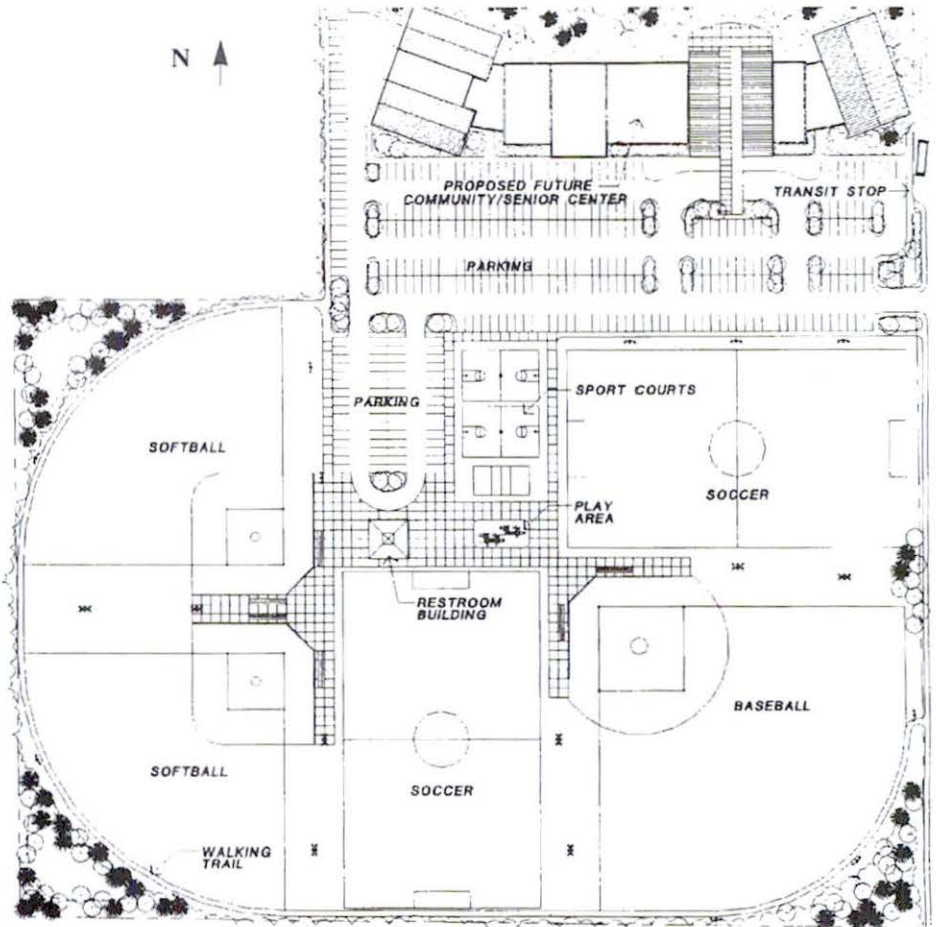 N
PROPOSED FUTURE
COMMUNITY/SENIOR CENTER
TRANSIT STOP
PARKING
PARKING
SPORT COURTS
SOFTBALL
SOCCER
PLAY
AREA
RESTROOM
BUILDING
BASEBALL
SOFTBALL
SOCCER
WALKING
TRAIL